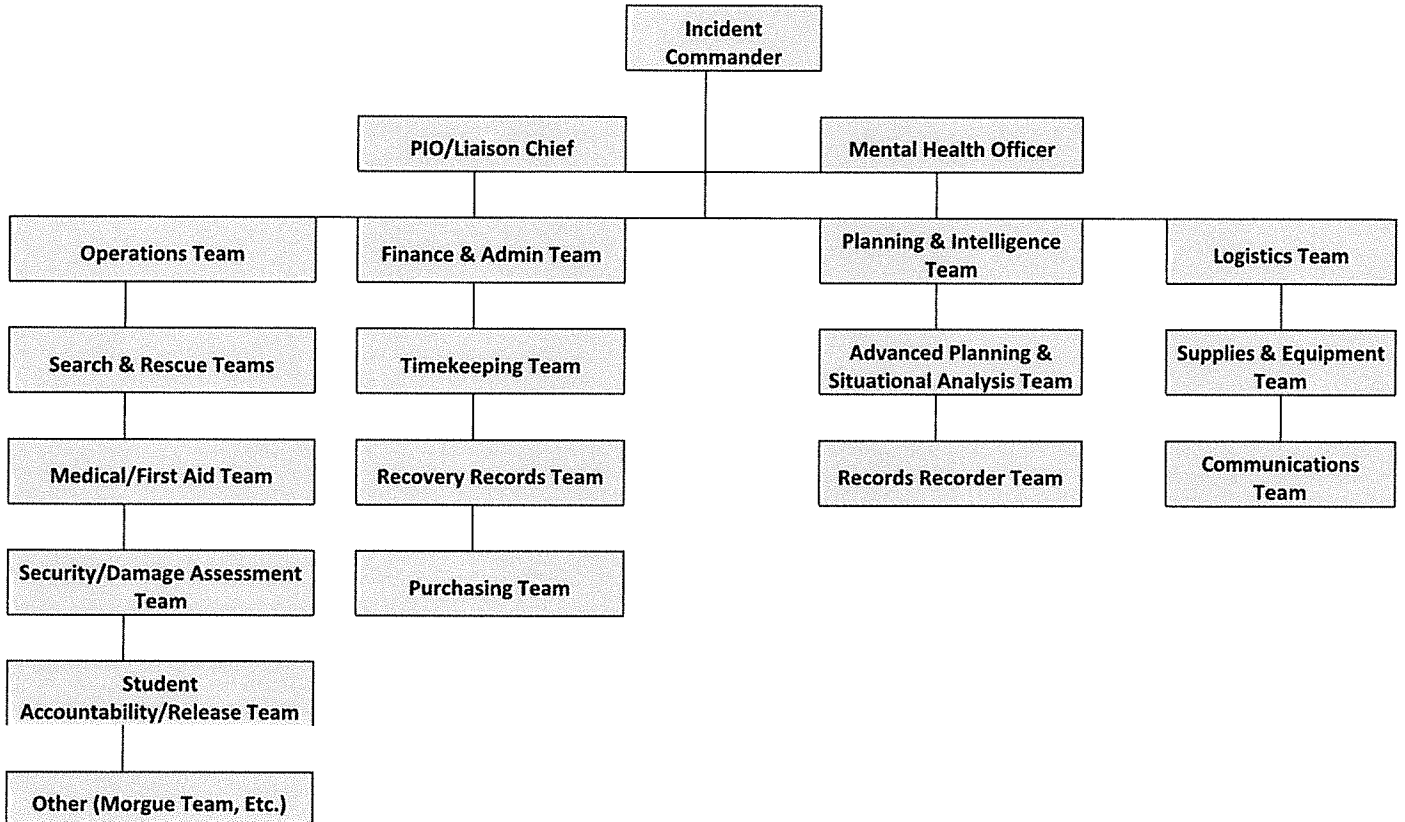 Incident
Commander
PIO/Liaison Chief
Mental Health Officer
Operations Team
Finance & Admin Team
Planning & Intelligence
Team
Logistics Team
Search & Rescue Teams
Timekeeping Team
Advanced Planning &
Situational Analysis Team
Supplies & Equipment
Team
Medical/First Aid Team
Recovery Records Team
Records Recorder Team
Communications
Team
Security/Damage Assessment
Team
Purchasing Team
Student
Accountability/Release Team
Other (Morgue Team, Etc.)